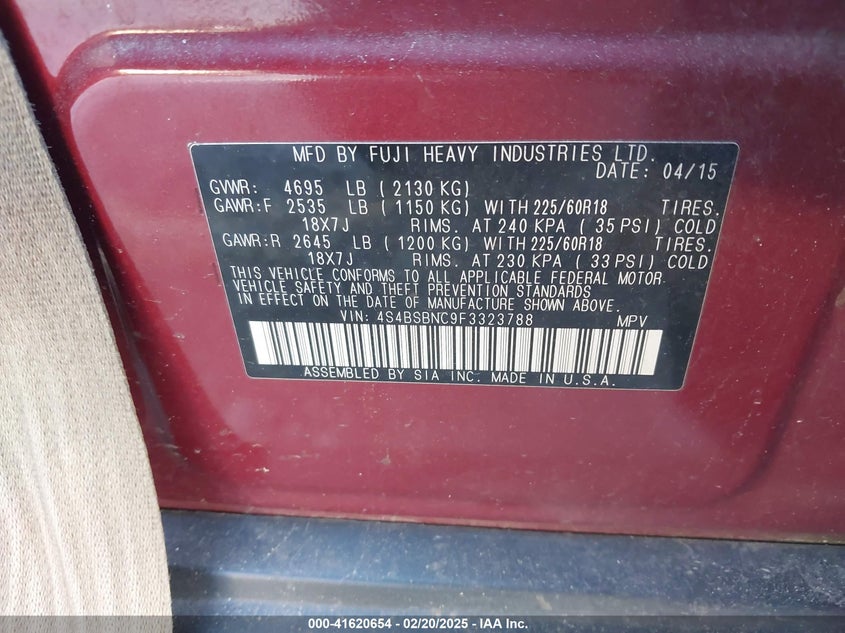 MFD BY FUJI HEAVY INDUSTRIES LTD.
DATE: 04/15
GVWR: 4695 LB ( 2130 KG)
GAWR:F 2535 LB ( 1150 KG) WITH 225/60R18 TIRES.
18X7J RIMS. AT 240 KPA ( 35 PSI) COLD
GAWR:R 2645 LB ( 1200 KG) WITH 225/60R18 TIRES.
18X7J RIMS. AT 230 KPA ( 33 PSI) COLD
THIS VEHICLE CONFORMS TO ALL APPLICABLE FEDERAL MOTOR
VEHICLE SAFETY AND THEFT PREVENTION STANDARDS
IN EFFECT ON THE DATE OF MANUFACTURE SHOWN ABOVE.
VIN: 4S4BSBNC9F3323788 MPV
ASSEMBLED BY SIA INC. MADE IN U.S.A.
000-41620654 - 02/20/2025 - IAA Inc.